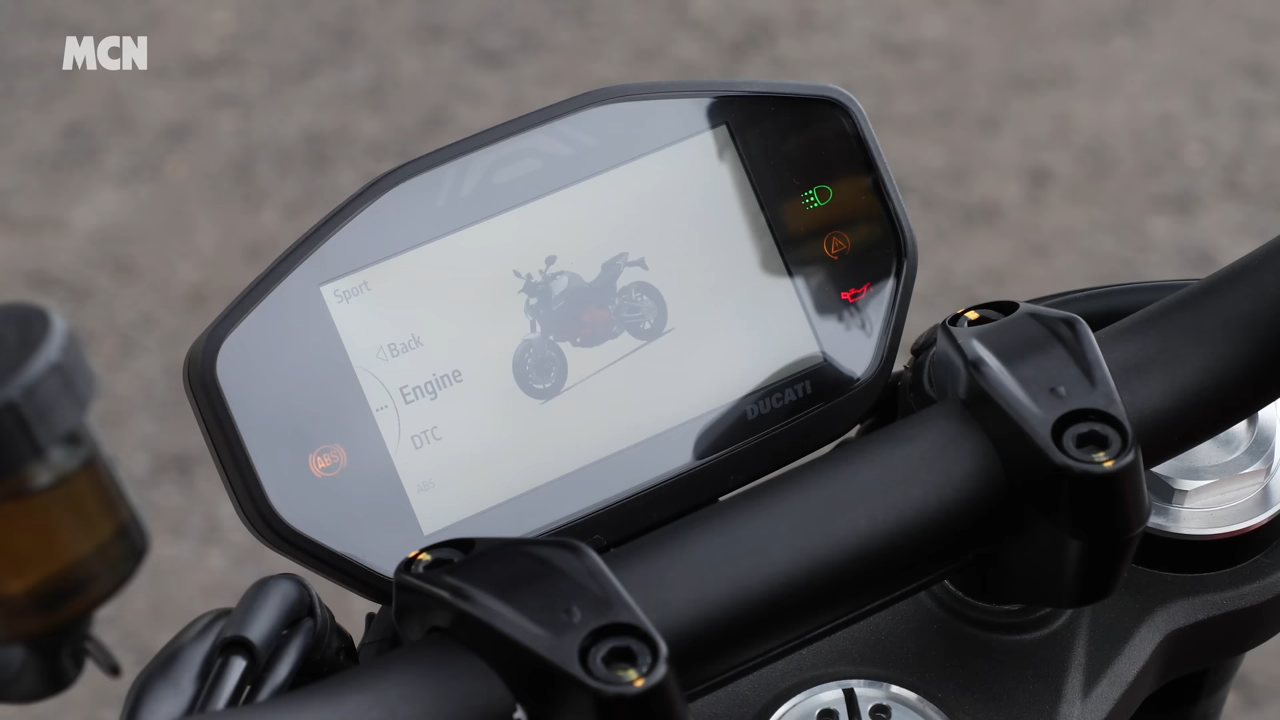 MCN
Sport
Back
Engine
DTC
ABS
ABS
DUCATI